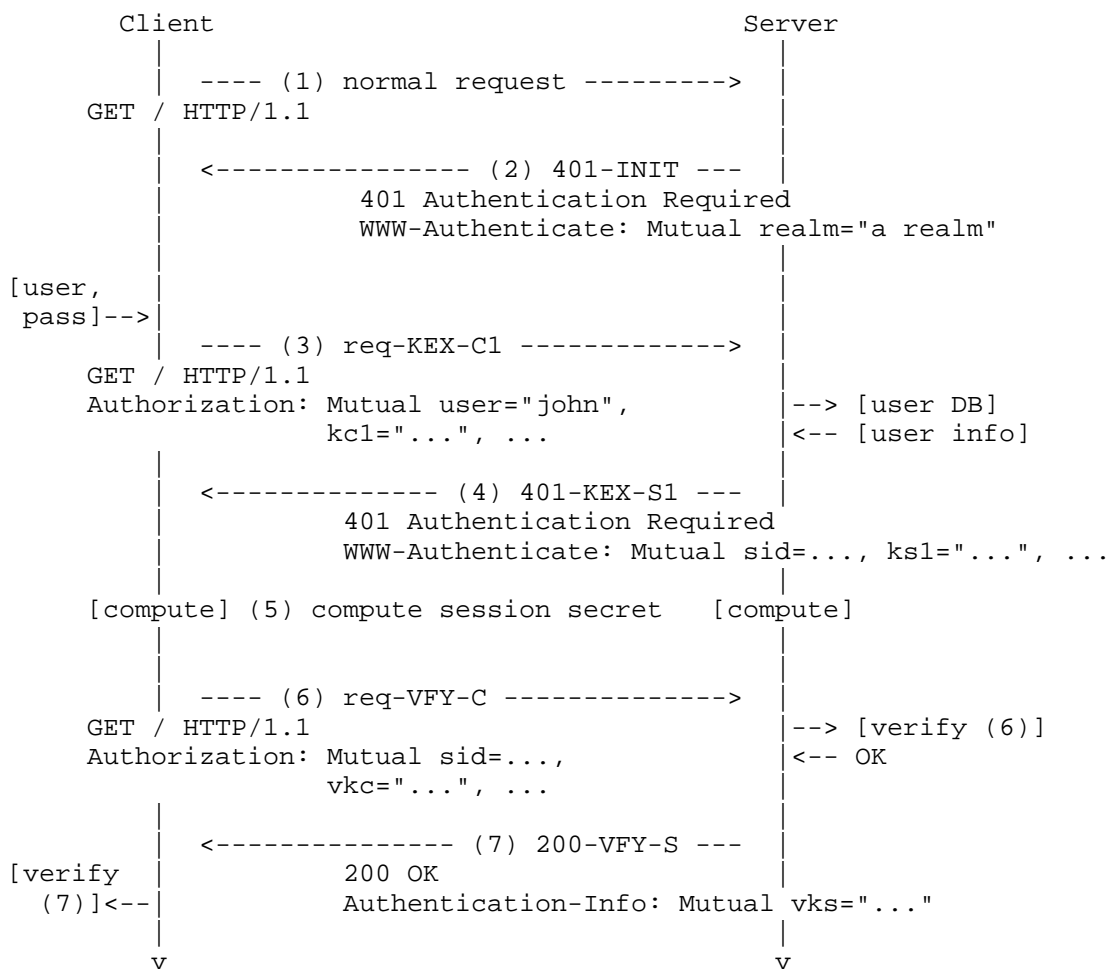 Client Server
---- (1) normal request --------->
GET / HTTP/1.1
<---------------- (2) 401-INIT ---
401 Authentication Required
WWW-Authenticate: Mutual realm="a realm"
[user,
pass]-->
---- (3) req-KEX-C1 ------------->
GET / HTTP/1.1
Authorization: Mutual user="john", --> [user DB]
kc1="...", ... <-- [user info]
<-------------- (4) 401-KEX-S1 ---
401 Authentication Required
WWW-Authenticate: Mutual sid=..., ks1="...", ...
[compute] (5) compute session secret [compute]
---- (6) req-VFY-C -------------->
GET / HTTP/1.1 --> [verify (6)]
Authorization: Mutual sid=..., <-- OK
vkc="...", ...
<--------------- (7) 200-VFY-S ---
[verify 200 OK
(7)]<-- Authentication-Info: Mutual vks="..."
v v